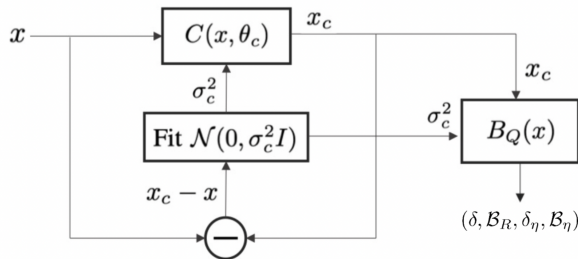 x
C(x, θ_c)
x_c
x_c
σ_c^2
σ_c^2
Fit 𝒩(0, σ_c^2 I)
B_Q(x)
x_c − x
(δ, ℬ_R, δ_η, ℬ_η)
−